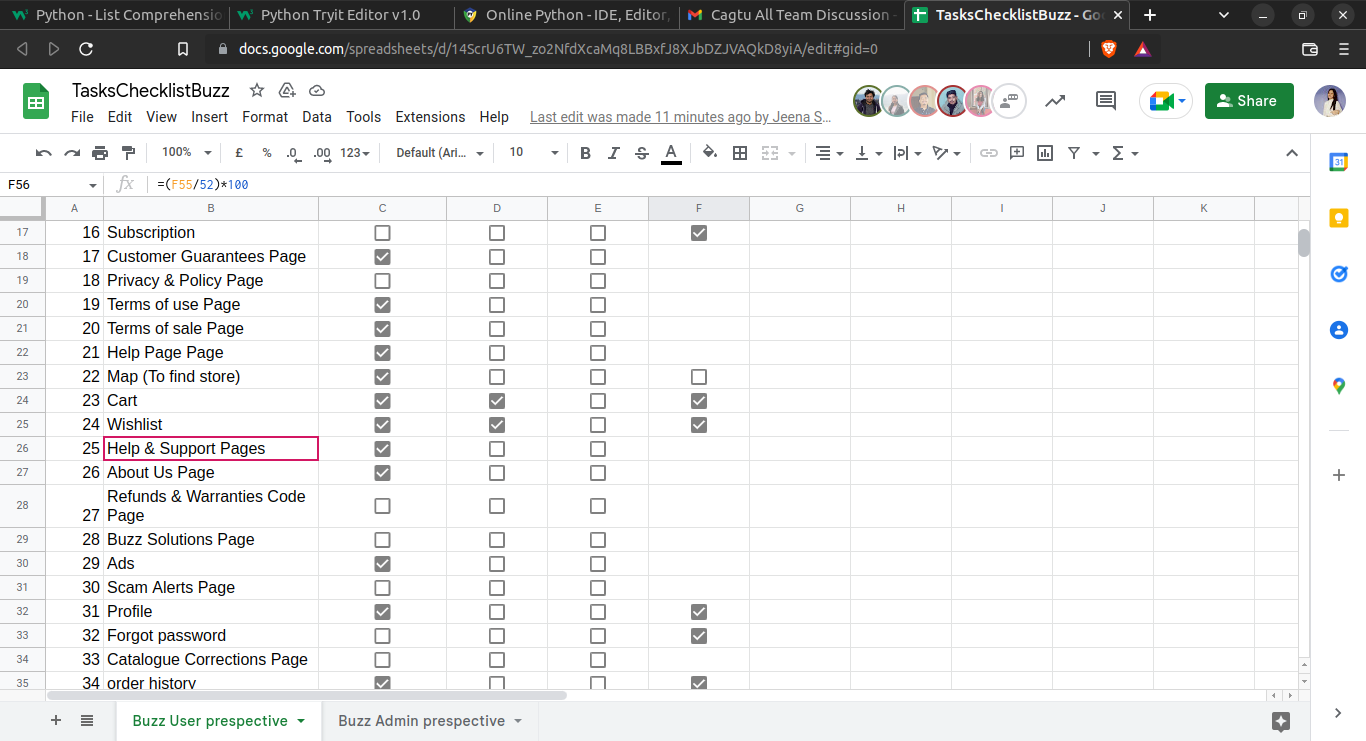 Python - List Comprehensio
Python Tryit Editor v1.0
Online Python - IDE, Editor,
Cagtu All Team Discussion -
TasksChecklistBuzz - Goo
docs.google.com/spreadsheets/d/14ScrU6TW_zo2NfdXcaMq8LBBxfJ8XJbDZJVAQkD8yiA/edit#gid=0
TasksChecklistBuzz
File Edit View Insert Format Data Tools Extensions Help Last edit was made 11 minutes ago by Jeena S...
Share
100% £ % .0 .00 123 Default (Ari... 10 B I S A
F56 fx =(F55/52)*100
A B C D E F G H I J K
17 16 Subscription
18 17 Customer Guarantees Page
19 18 Privacy & Policy Page
20 19 Terms of use Page
21 20 Terms of sale Page
22 21 Help Page Page
23 22 Map (To find store)
24 23 Cart
25 24 Wishlist
26 25 Help & Support Pages
27 26 About Us Page
28 27 Refunds & Warranties Code
Page
29 28 Buzz Solutions Page
30 29 Ads
31 30 Scam Alerts Page
32 31 Profile
33 32 Forgot password
34 33 Catalogue Corrections Page
35 34 order history
Buzz User prespective Buzz Admin prespective
31